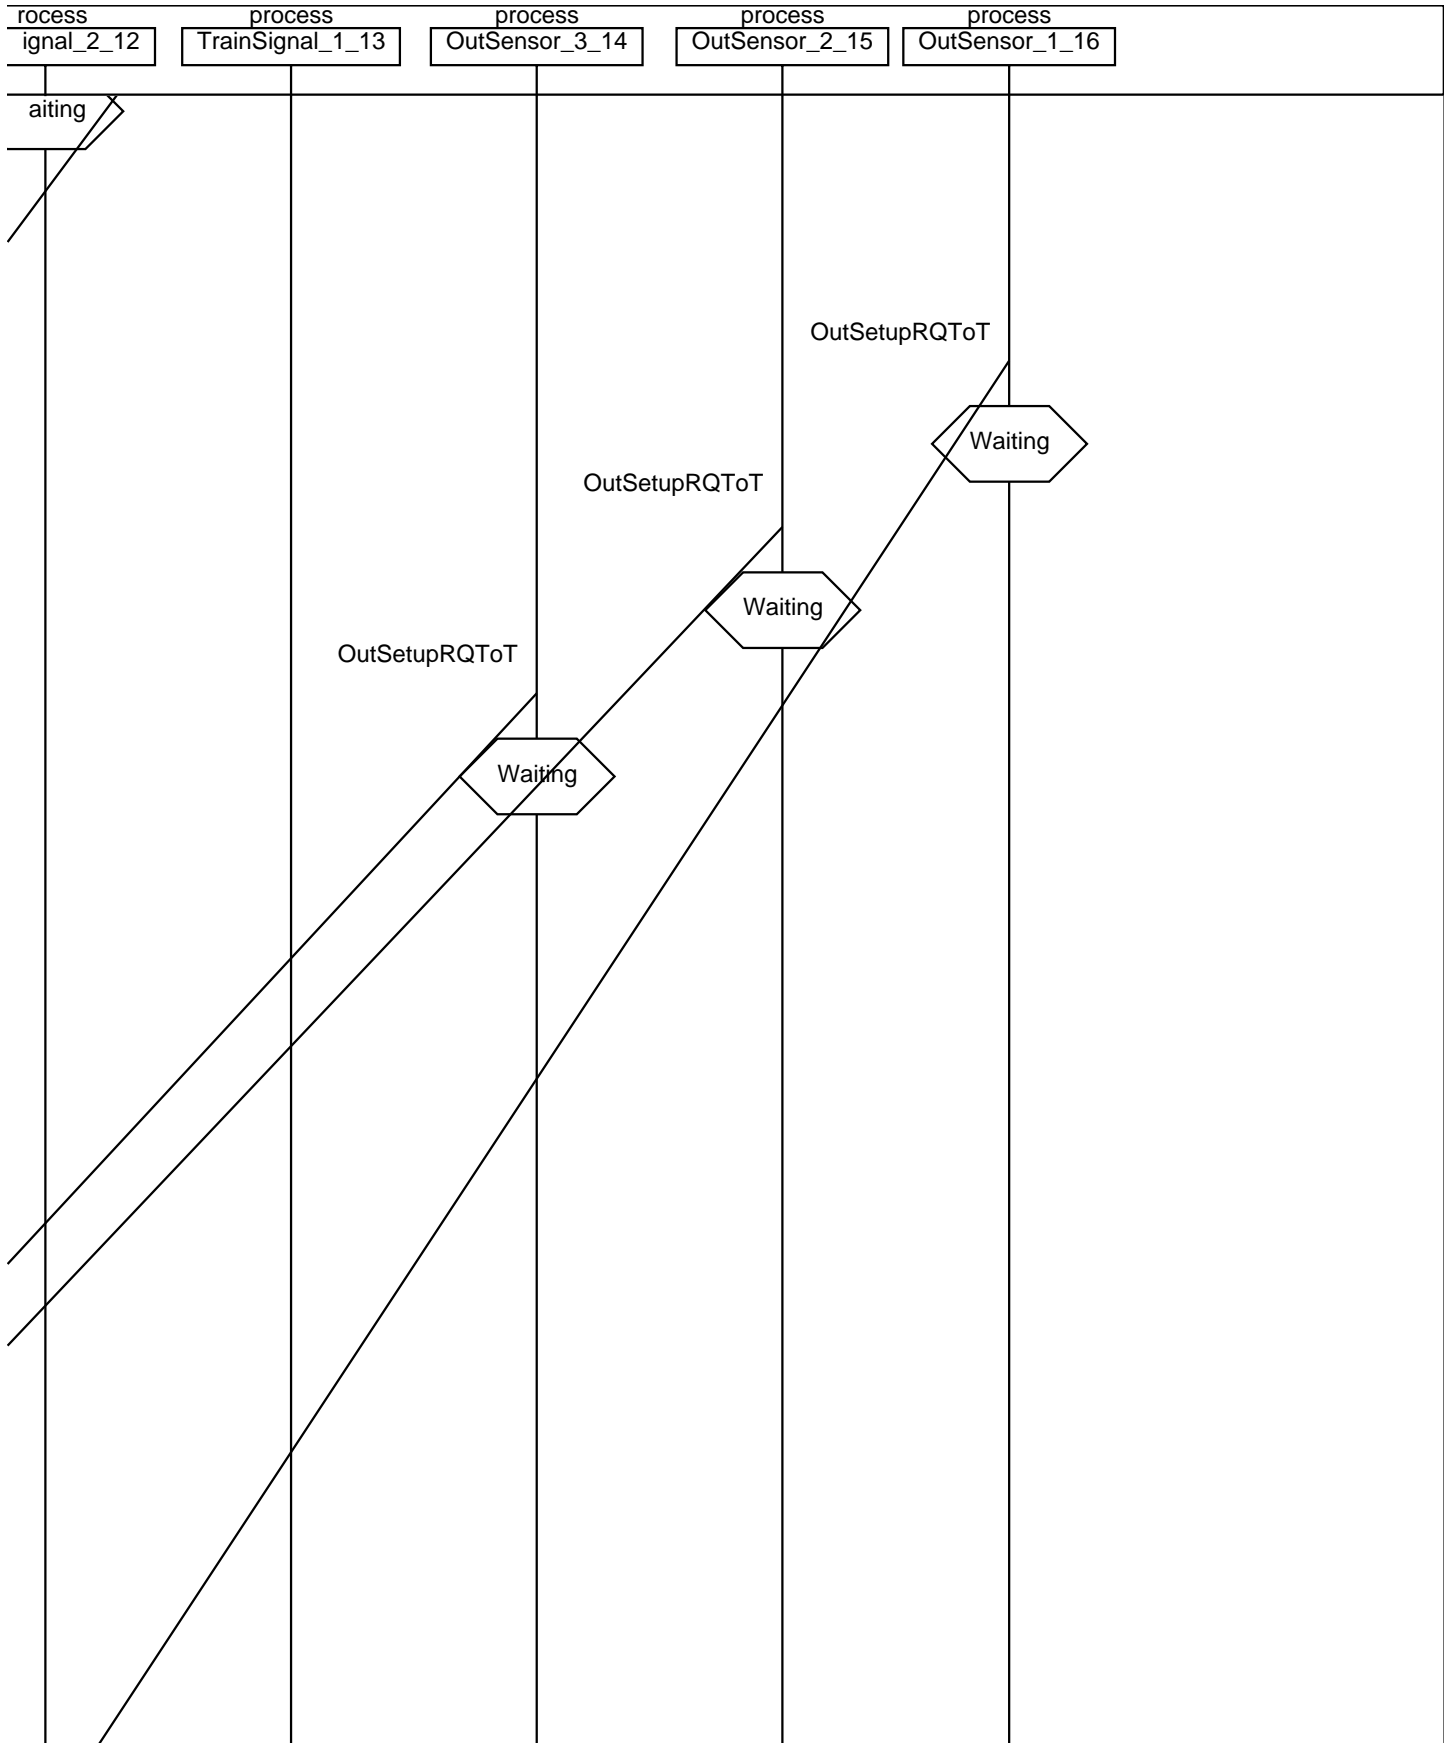 rocess process process process process
ignal_2_12 TrainSignal_1_13 OutSensor_3_14 OutSensor_2_15 OutSensor_1_16
aiting
OutSetupRQToT
Waiting
OutSetupRQToT
Waiting
OutSetupRQToT
Waiting